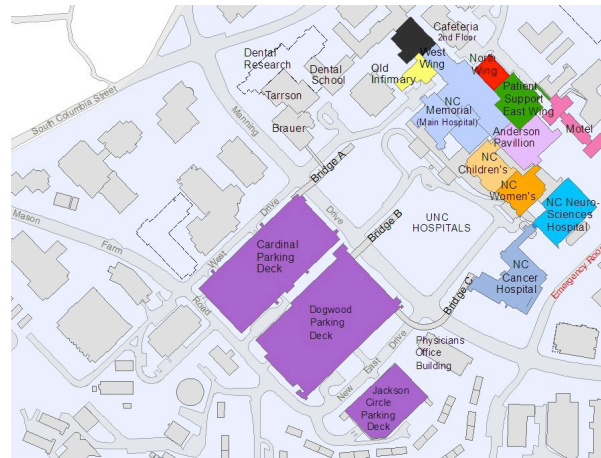 Cafeteria
2nd Floor
West
Wing
Dental
Research
Dental
School
Old
Infirmary
North
Wing
Patient
Support
East Wing
Tarrson
NC
Memorial
(Main Hospital)
South Columbia Street
Manning
Brauer
Anderson
Pavilion
Motel
Bridge A
NC
Children's
NC
Women's
NC Neuro-
Sciences
Hospital
Drive
Drive
Mason
Farm
Road
West
Bridge B
UNC
HOSPITALS
Cardinal
Parking
Deck
NC
Cancer
Hospital
Emergency Room
Bridge C
Dogwood
Parking
Deck
Physicians
Office
Building
New East Drive
Jackson
Circle
Parking
Deck